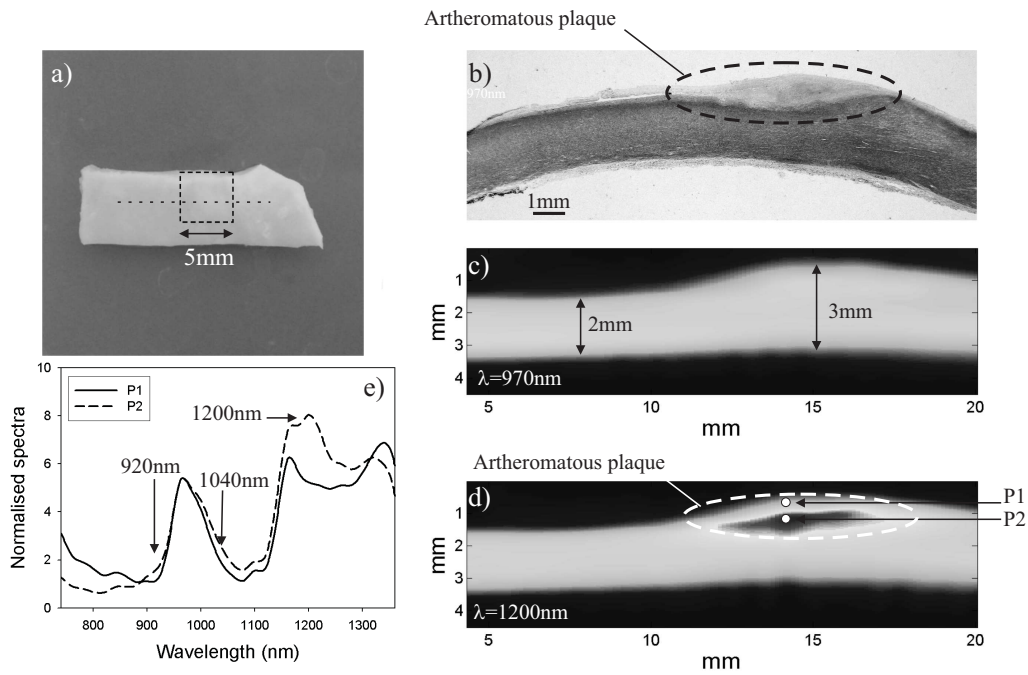 Artheromatous plaque
a)
5mm
b)
970nm
1mm
c)
1
2
3
4
mm
2mm
3mm
λ=970nm
5
10
15
20
mm
10
8
6
4
2
0
Normalised spectra
P1
P2
e)
1200nm
920nm
1040nm
800
900
1000
1100
1200
1300
Wavelength (nm)
Artheromatous plaque
d)
P1
P2
1
2
3
4
mm
λ=1200nm
5
10
15
20
mm